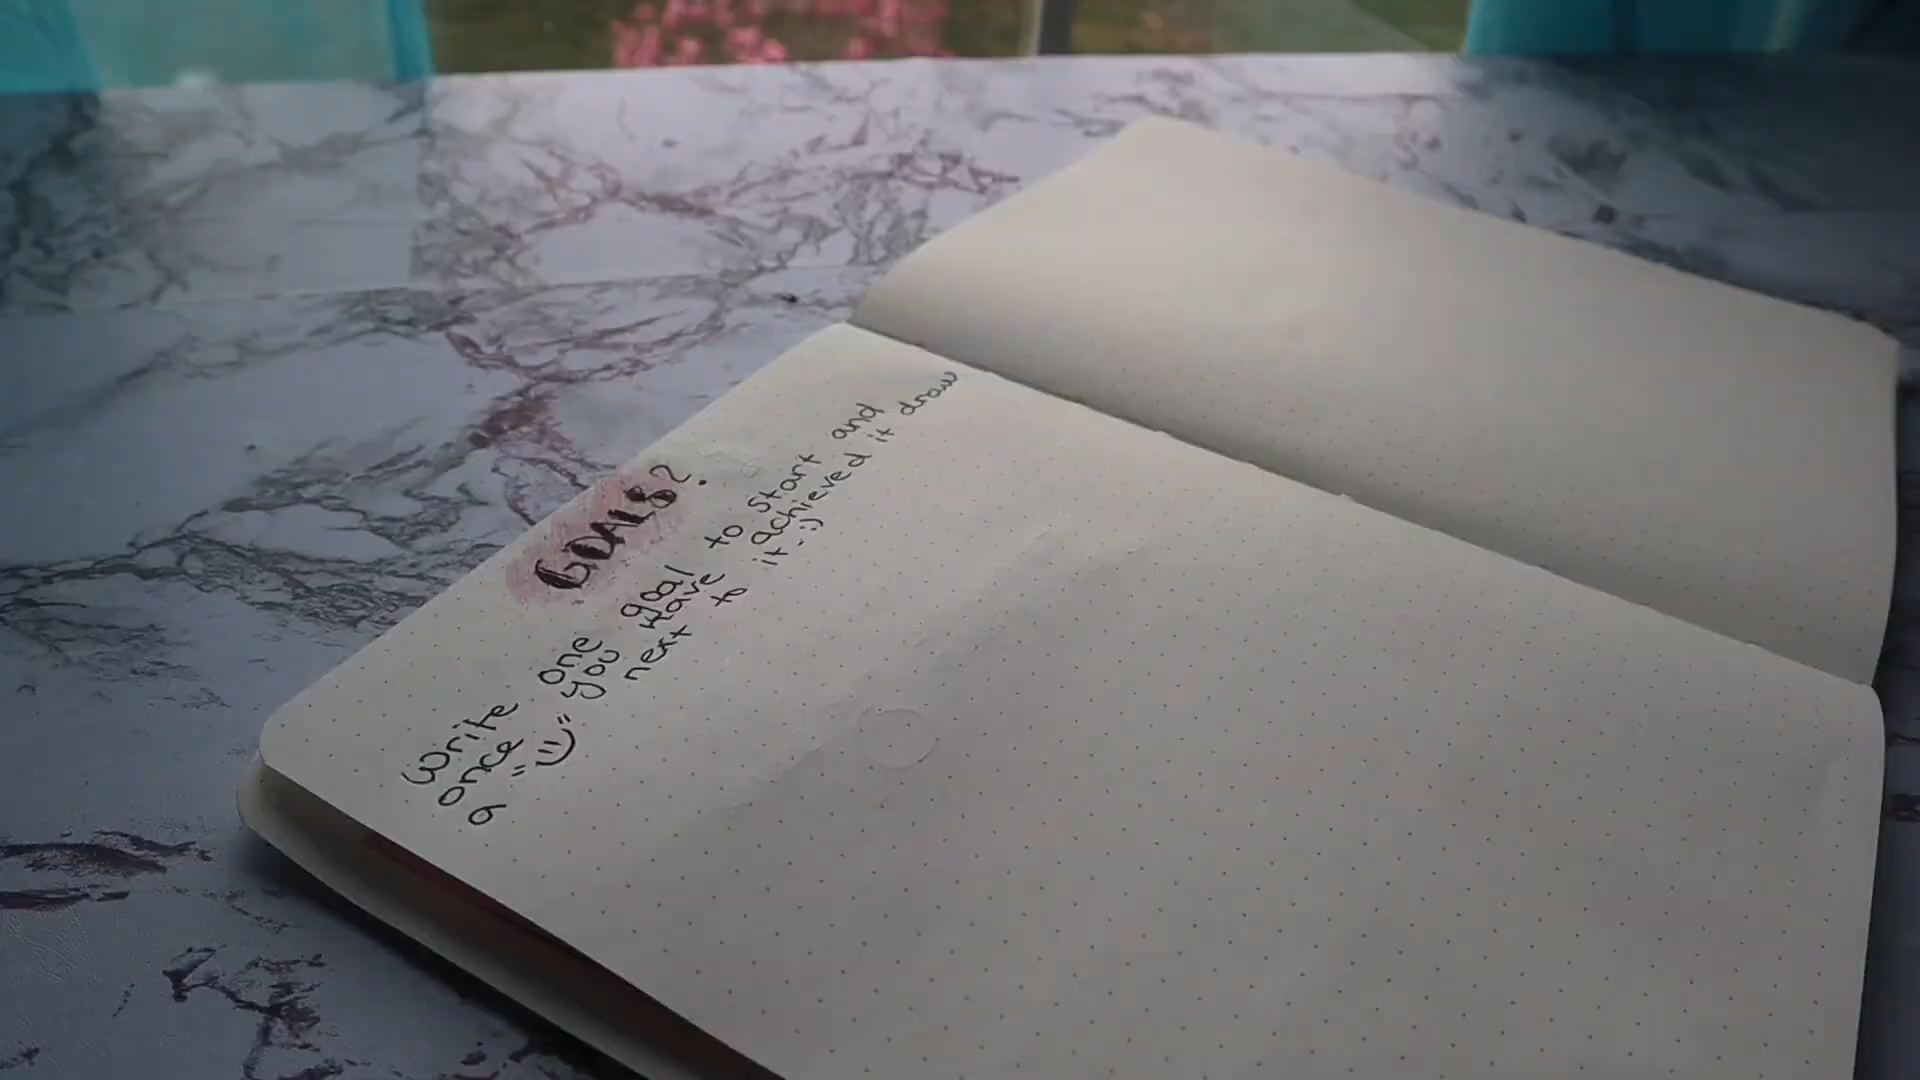 GOALS?
Write one goal to start and
once you Have achieved it draw
a "☺" next to it :)